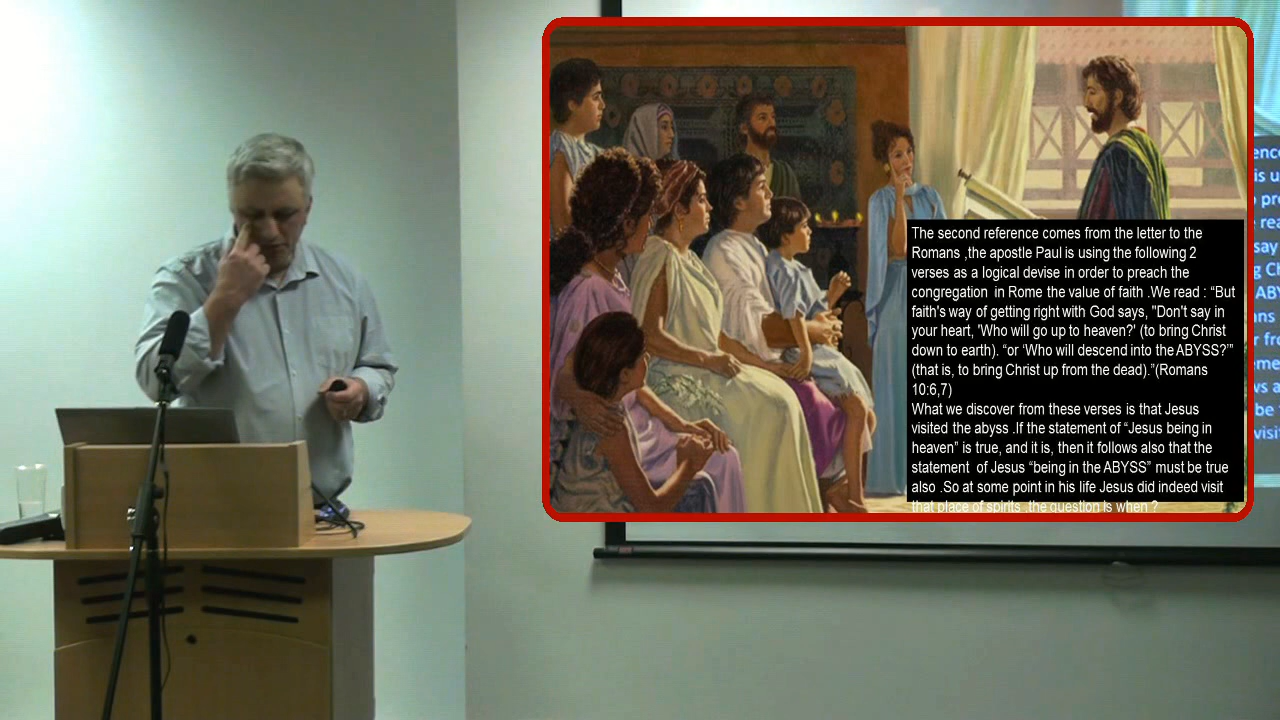 The second reference comes from the letter to the
Romans ,the apostle Paul is using the following 2
verses as a logical devise in order to preach the
congregation in Rome the value of faith .We read : “But
faith's way of getting right with God says, "Don't say in
your heart, 'Who will go up to heaven?' (to bring Christ
down to earth). “or ‘Who will descend into the ABYSS?’”
(that is, to bring Christ up from the dead).”(Romans
10:6,7)
What we discover from these verses is that Jesus
visited the abyss .If the statement of “Jesus being in
heaven” is true, and it is, then it follows also that the
statement of Jesus “being in the ABYSS” must be true
also .So at some point in his life Jesus did indeed visit
that place of spirits ,the question is when ?